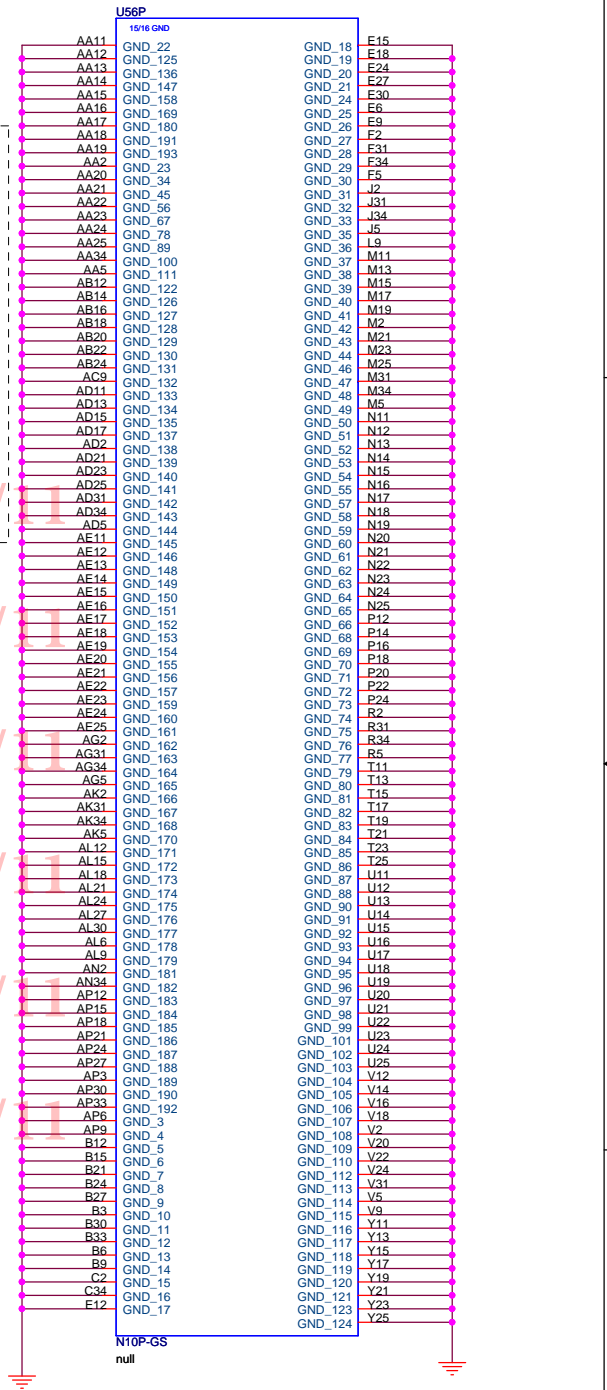 U56P
15/16 GND
AA11 GND_22 GND_18 E15
AA12 GND_125 GND_19 E18
AA13 GND_136 GND_20 E24
AA14 GND_147 GND_21 E27
AA15 GND_158 GND_24 E30
AA16 GND_169 GND_25 E6
AA17 GND_180 GND_26 E9
AA18 GND_191 GND_27 F2
AA19 GND_193 GND_28 F31
AA2 GND_23 GND_29 F34
AA20 GND_34 GND_30 F5
AA21 GND_45 GND_31 J2
AA22 GND_56 GND_32 J31
AA23 GND_67 GND_33 J34
AA24 GND_78 GND_35 J5
AA25 GND_89 GND_36 L9
AA34 GND_100 GND_37 M11
AA5 GND_111 GND_38 M13
AB12 GND_122 GND_39 M15
AB14 GND_126 GND_40 M17
AB16 GND_127 GND_41 M19
AB18 GND_128 GND_42 M2
AB20 GND_129 GND_43 M21
AB22 GND_130 GND_44 M23
AB24 GND_131 GND_46 M25
AC9 GND_132 GND_47 M31
AD11 GND_133 GND_48 M34
AD13 GND_134 GND_49 M5
AD15 GND_135 GND_50 N11
AD17 GND_137 GND_51 N12
AD2 GND_138 GND_52 N13
AD21 GND_139 GND_53 N14
AD23 GND_140 GND_54 N15
AD25 GND_141 GND_55 N16
AD31 GND_142 GND_57 N17
AD34 GND_143 GND_58 N18
AD5 GND_144 GND_59 N19
AE11 GND_145 GND_60 N20
AE12 GND_146 GND_61 N21
AE13 GND_148 GND_62 N22
AE14 GND_149 GND_63 N23
AE15 GND_150 GND_64 N24
AE16 GND_151 GND_65 N25
AE17 GND_152 GND_66 P12
AE18 GND_153 GND_68 P14
AE19 GND_154 GND_69 P16
AE20 GND_155 GND_70 P18
AE21 GND_156 GND_71 P20
AE22 GND_157 GND_72 P22
AE23 GND_159 GND_73 P24
AE24 GND_160 GND_74 R2
AE25 GND_161 GND_75 R31
AG2 GND_162 GND_76 R34
AG31 GND_163 GND_77 R5
AG34 GND_164 GND_79 T11
AG5 GND_165 GND_80 T13
AK2 GND_166 GND_81 T15
AK31 GND_167 GND_82 T17
AK34 GND_168 GND_83 T19
AK5 GND_170 GND_84 T21
AL12 GND_171 GND_85 T23
AL15 GND_172 GND_86 T25
AL18 GND_173 GND_87 U11
AL21 GND_174 GND_88 U12
AL24 GND_175 GND_90 U13
AL27 GND_176 GND_91 U14
AL30 GND_177 GND_92 U15
AL6 GND_178 GND_93 U16
AL9 GND_179 GND_94 U17
AN2 GND_181 GND_95 U18
AN34 GND_182 GND_96 U19
AP12 GND_183 GND_97 U20
AP15 GND_184 GND_98 U21
AP18 GND_185 GND_99 U22
AP21 GND_186 GND_101 U23
AP24 GND_187 GND_102 U24
AP27 GND_188 GND_103 U25
AP3 GND_189 GND_104 V12
AP30 GND_190 GND_105 V14
AP33 GND_192 GND_106 V16
AP6 GND_3 GND_107 V18
AP9 GND_4 GND_108 V2
B12 GND_5 GND_109 V20
B15 GND_6 GND_110 V22
B21 GND_7 GND_112 V24
B24 GND_8 GND_113 V31
B27 GND_9 GND_114 V5
B3 GND_10 GND_115 V9
B30 GND_11 GND_116 Y11
B33 GND_12 GND_117 Y13
B6 GND_13 GND_118 Y15
B9 GND_14 GND_119 Y17
C2 GND_15 GND_120 Y19
C34 GND_16 GND_121 Y21
E12 GND_17 GND_123 Y23
GND_124 Y25
N10P-GS
null
/11
/11
/11
/11
/11
/11